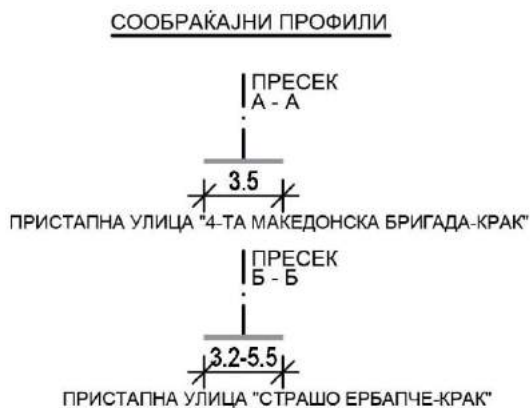 СООБРАЌАЈНИ ПРОФИЛИ
ПРЕСЕК
А - А
3.5
ПРИСТАПНА УЛИЦА "4-ТА МАКЕДОНСКА БРИГАДА-КРАК"
ПРЕСЕК
Б - Б
3.2-5.5
ПРИСТАПНА УЛИЦА "СТРАШО ЕРБАПЧЕ-КРАК"